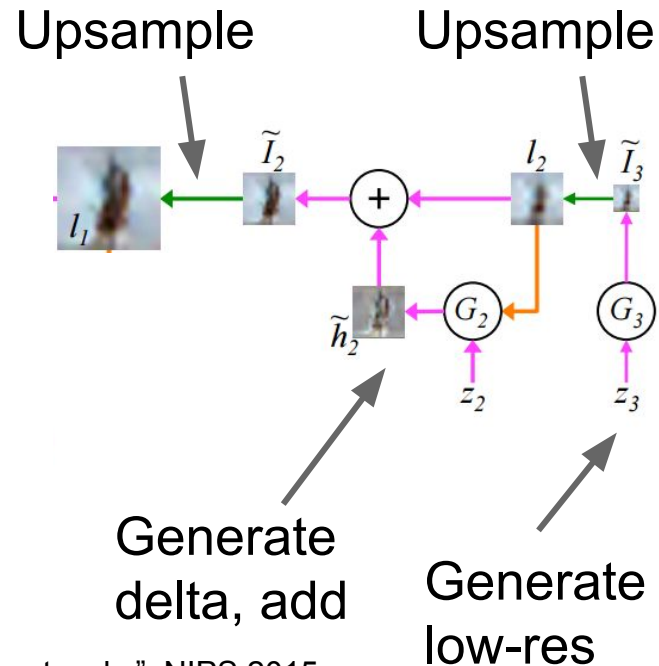 Upsample
Upsample
Ĩ₂
l₂
Ĩ₃
l₁
+
h̃₂
G₂
G₃
z₂
z₃
Generate
delta, add
Generate
low-res
NIPS 2015